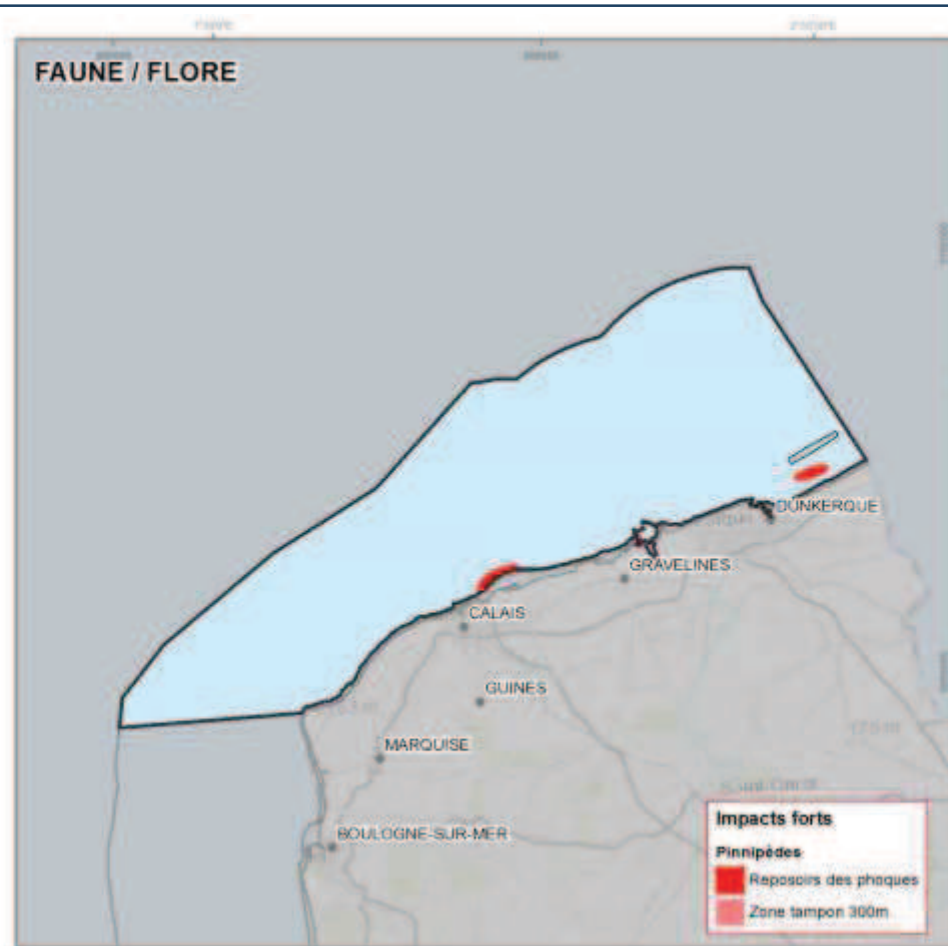 FAUNE / FLORE
DUNKERQUE
GRAVELINES
CALAIS
GUINES
MARQUISE
BOULOGNE-SUR-MER
Impacts forts
Pinnipèdes
Reposoirs des phoques
Zone tampon 300m